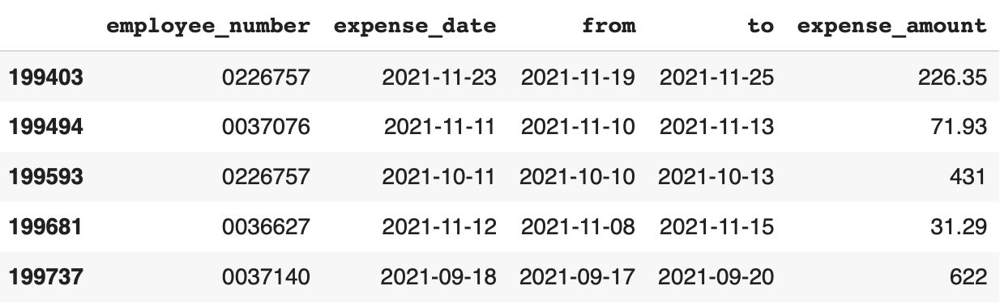 employee_number expense_date from to expense_amount
199403 0226757 2021-11-23 2021-11-19 2021-11-25 226.35
199494 0037076 2021-11-11 2021-11-10 2021-11-13 71.93
199593 0226757 2021-10-11 2021-10-10 2021-10-13 431
199681 0036627 2021-11-12 2021-11-08 2021-11-15 31.29
199737 0037140 2021-09-18 2021-09-17 2021-09-20 622